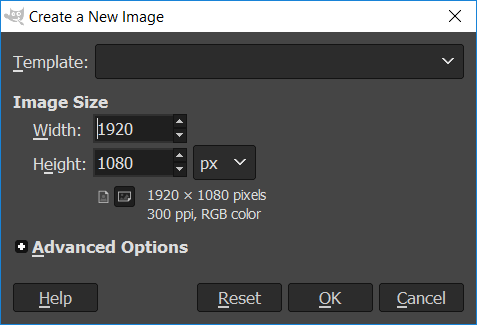 Create a New Image
Template:
Image Size
Width: 1920
Height: 1080 px
1920 × 1080 pixels
300 ppi, RGB color
Advanced Options
Help Reset OK Cancel